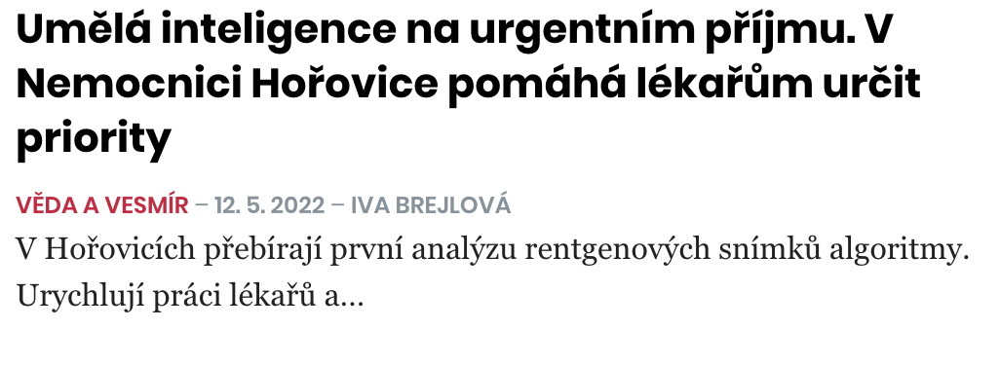 Umělá inteligence na urgentním příjmu. V
Nemocnici Hořovice pomáhá lékařům určit
priority
VĚDA A VESMÍR – 12. 5. 2022 – IVA BREJLOVÁ
V Hořovicích přebírají první analýzu rentgenových snímků algoritmy.
Urychlují práci lékařů a...